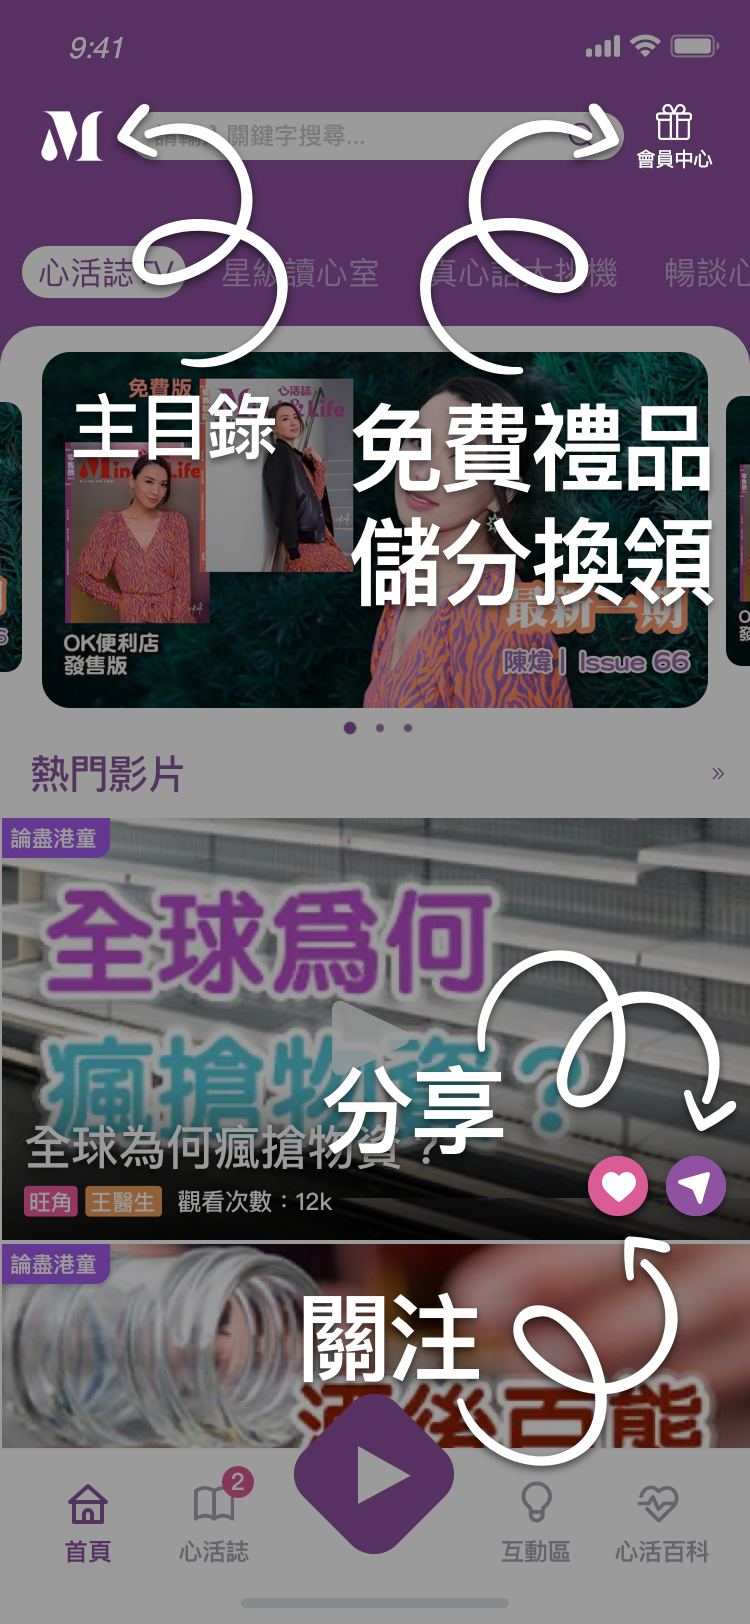 9:41
M
請輸入關鍵字搜尋...
會員中心
心活誌TV
星級讀心室
真心話大挑機
暢談心
免費版
心活誌
& Life
Mind Life
主目錄
免費禮品
儲分換領
最新一期
OK便利店
發售版
陳煒 | Issue 66
熱門影片
論盡港童
全球為何
瘋搶物資？
分享
全球為何瘋搶物資？
旺角
王醫生
觀看次數：12k
論盡港童
關注
酒後百能
2
首頁
心活誌
互動區
心活百科